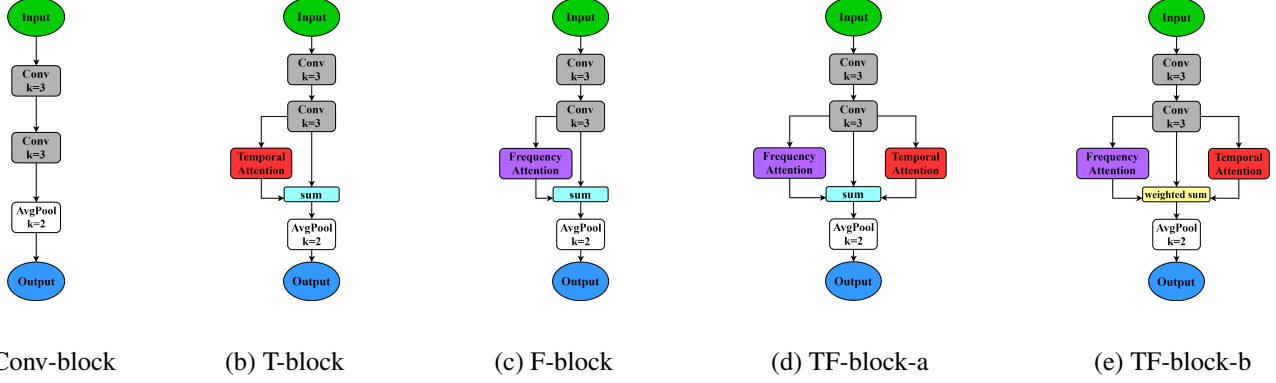 Input
Conv
k=3
Conv
k=3
AvgPool
k=2
Output
Conv-block
Input
Conv
k=3
Conv
k=3
Temporal
Attention
sum
AvgPool
k=2
Output
(b) T-block
Input
Conv
k=3
Conv
k=3
Frequency
Attention
sum
AvgPool
k=2
Output
(c) F-block
Input
Conv
k=3
Conv
k=3
Frequency
Attention
Temporal
Attention
sum
AvgPool
k=2
Output
(d) TF-block-a
Input
Conv
k=3
Conv
k=3
Frequency
Attention
Temporal
Attention
weighted sum
AvgPool
k=2
Output
(e) TF-block-b